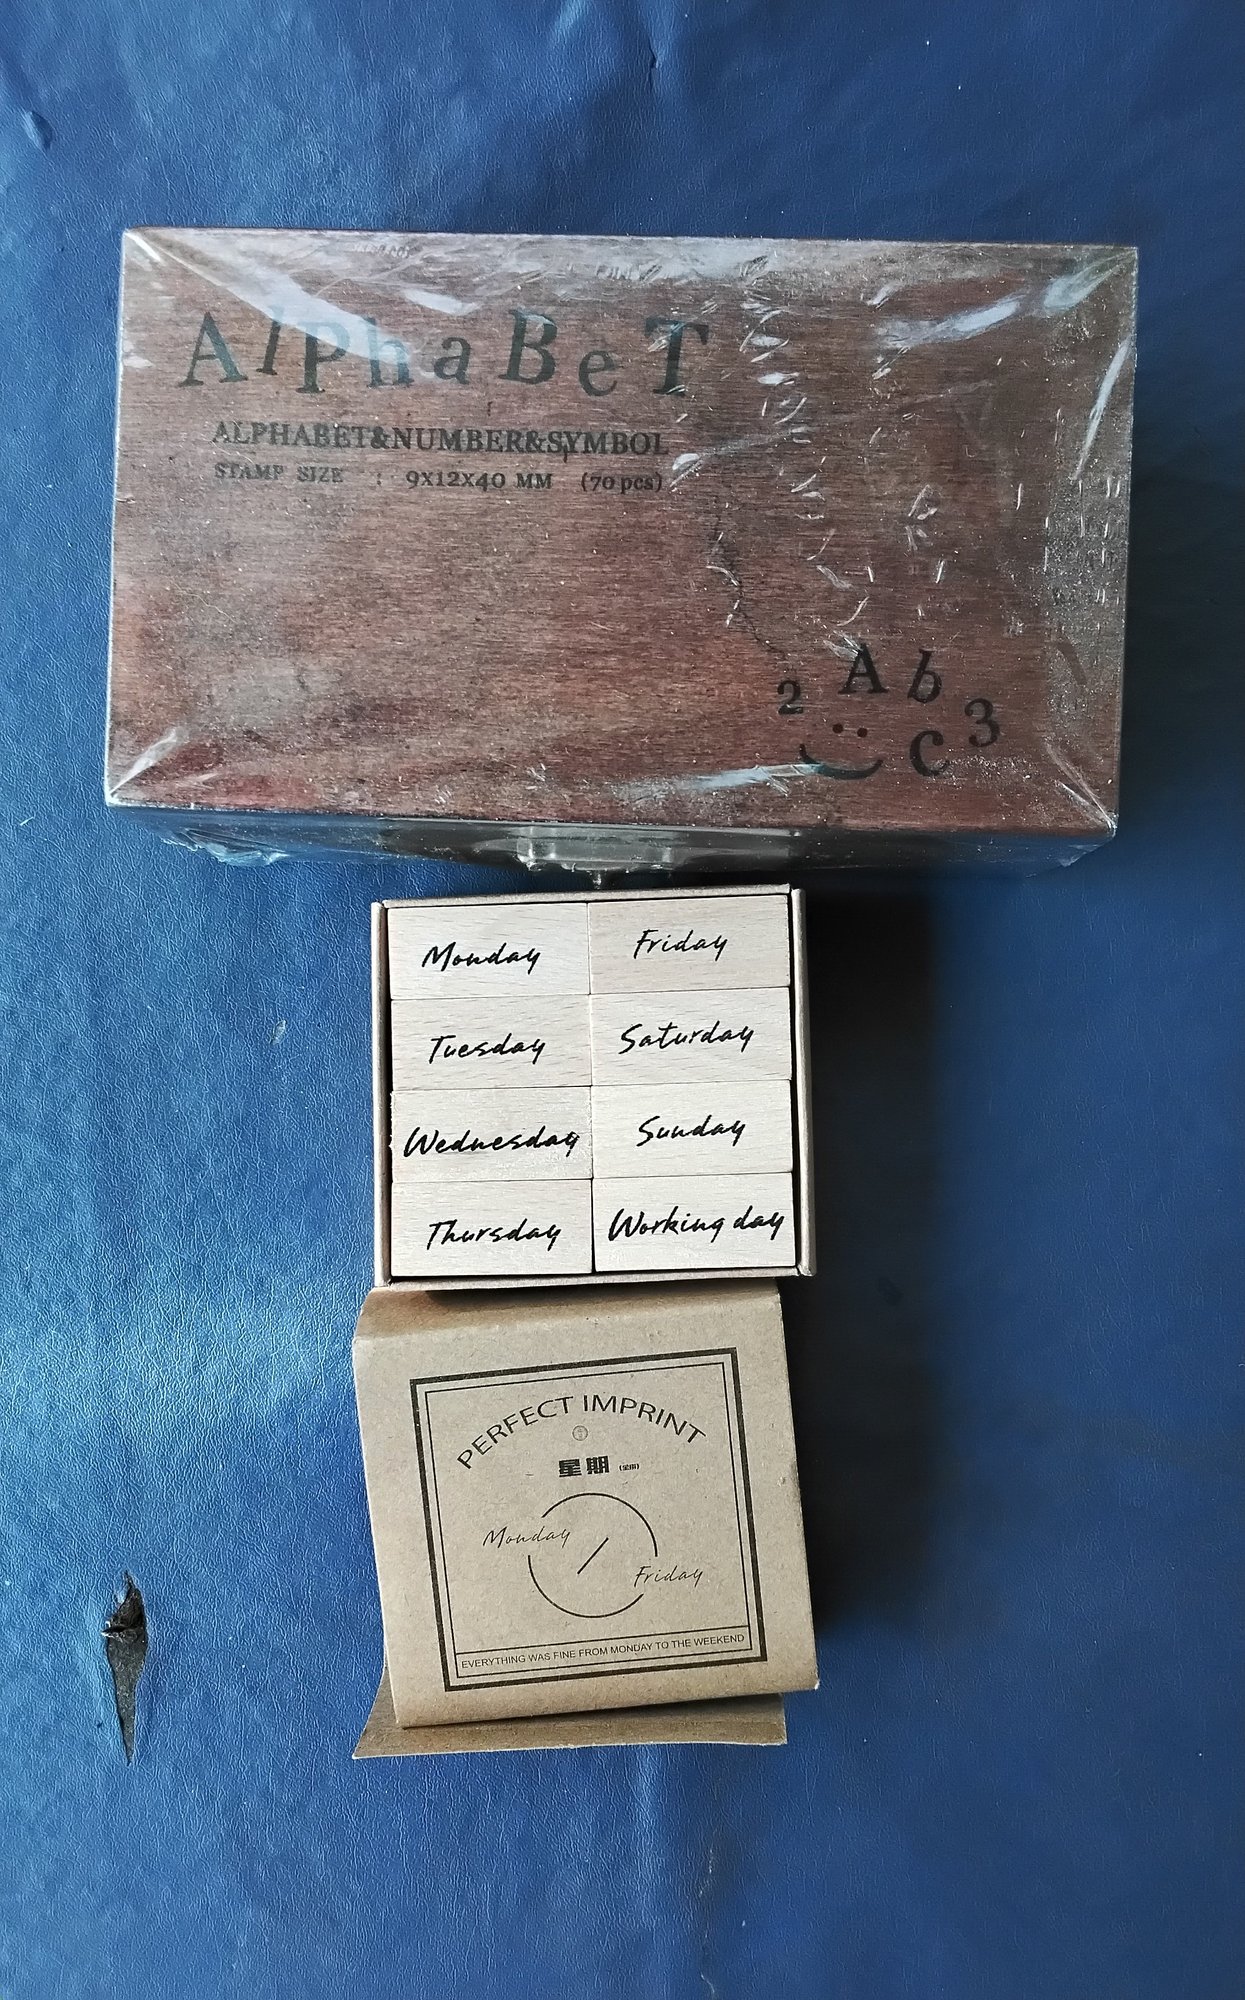 AlPhaBeT
ALPHABET&NUMBER&SYMBOL
STAMP SIZE : 9X12X40 MM (70 pcs)
2 A b 3
C
Monday
Friday
Tuesday
Saturday
Wednesday
Sunday
Thursday
Working day
PERFECT IMPRINT
星期
Monday
Friday
EVERYTHING WAS FINE FROM MONDAY TO THE WEEKEND